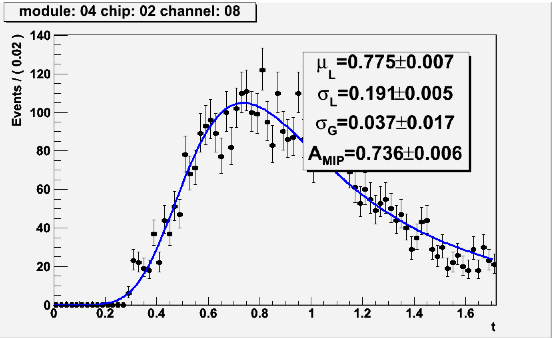 module: 04 chip: 02 channel: 08
Events / ( 0.02 )
140
120
100
80
60
40
20
0
μL=0.775±0.007
σL=0.191±0.005
σG=0.037±0.017
AMIP=0.736±0.006
0 0.2 0.4 0.6 0.8 1 1.2 1.4 1.6
t